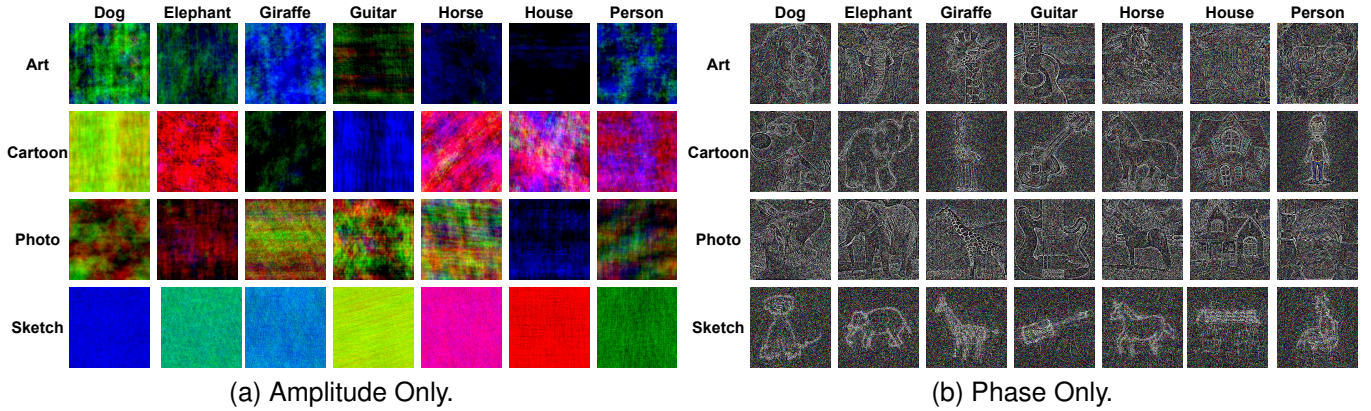 Dog Elephant Giraffe Guitar Horse House Person
Art
Cartoon
Photo
Sketch
(a) Amplitude Only.
Dog Elephant Giraffe Guitar Horse House Person
Art
Cartoon
Photo
Sketch
(b) Phase Only.